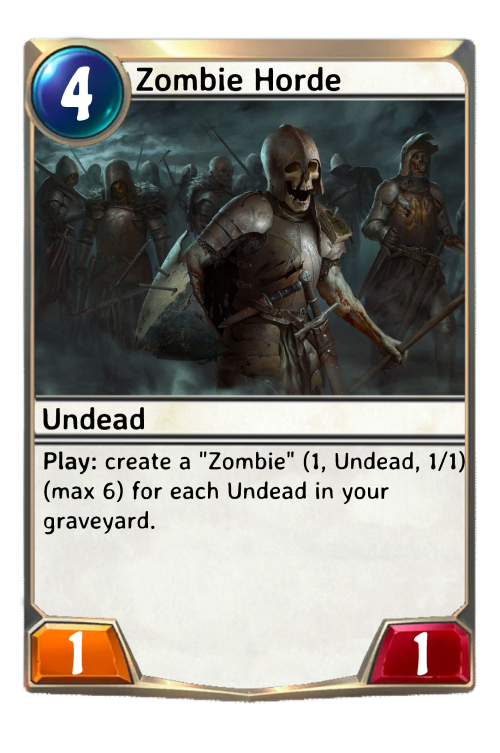 4
Zombie Horde
Undead
Play: create a "Zombie" (1, Undead, 1/1)
(max 6) for each Undead in your
graveyard.
1
1